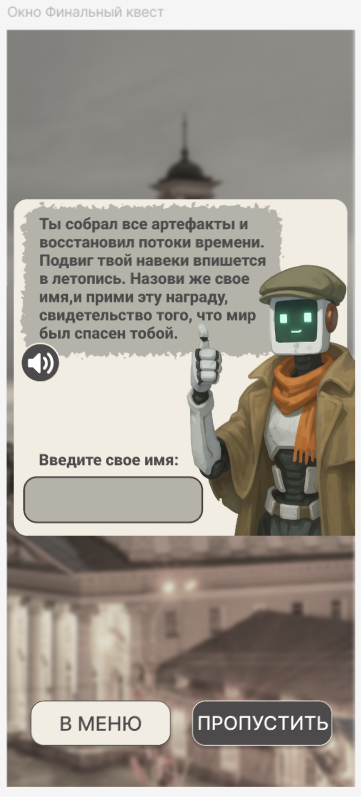 Окно Финальный квест
Ты собрал все артефакты и
восстановил потоки времени.
Подвиг твой навеки впишется
в летопись. Назови же свое
имя,и прими эту награду,
свидетельство того, что мир
был спасен тобой.
Введите свое имя:
В МЕНЮ
ПРОПУСТИТЬ